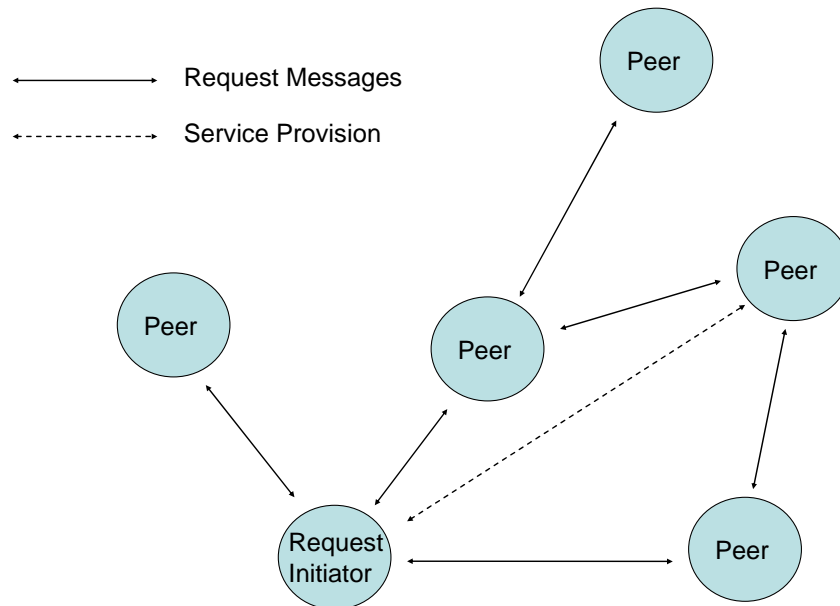 Peer
Request Messages
Service Provision
Peer
Peer
Peer
Request
Initiator
Peer